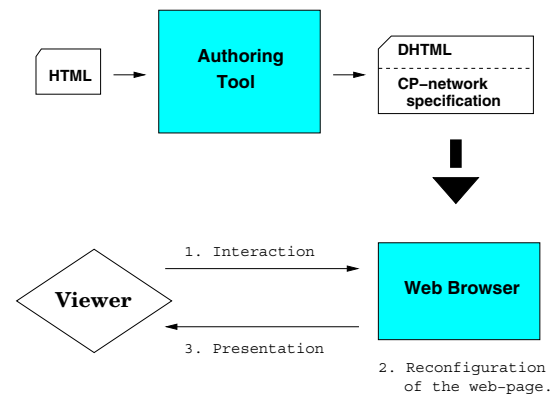 HTML
Authoring
Tool
DHTML
CP–network
specification
1. Interaction
Viewer
Web Browser
3. Presentation
2. Reconfiguration
of the web-page.